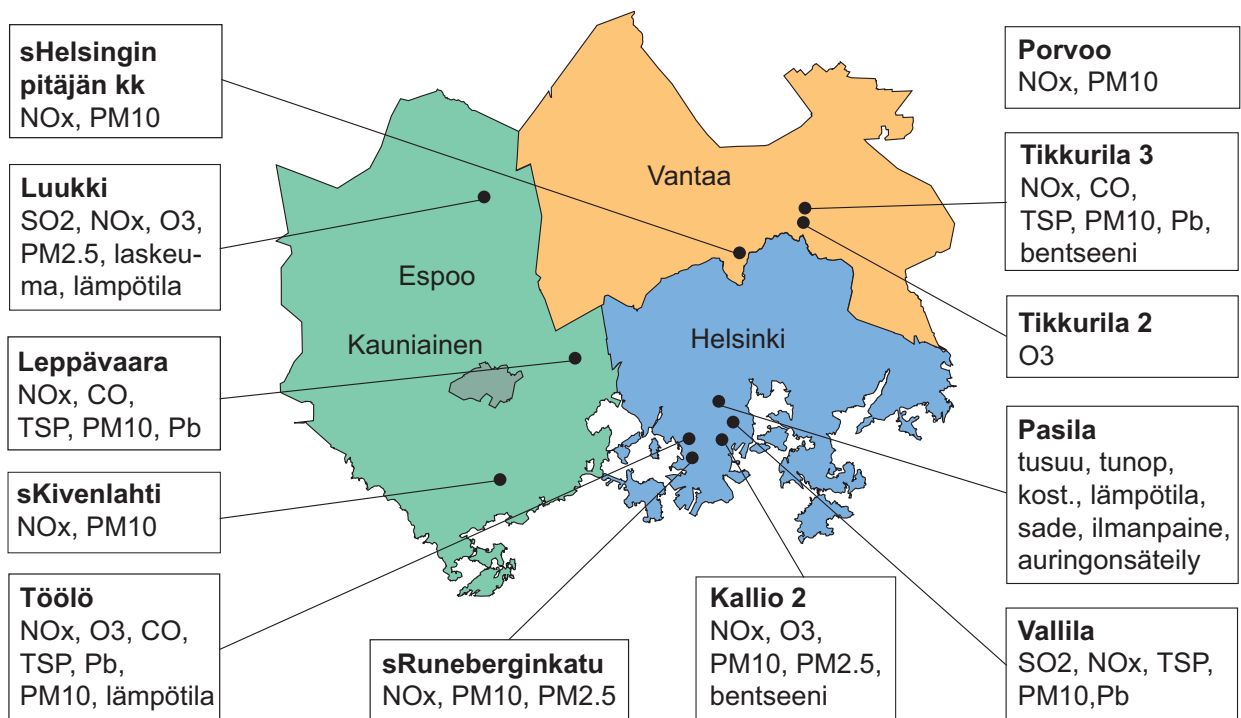 sHelsingin
pitäjän kk
NOx, PM10
Luukki
SO2, NOx, O3,
PM2.5, laskeu-
ma, lämpötila
Leppävaara
NOx, CO,
TSP, PM10, Pb
sKivenlahti
NOx, PM10
Töölö
NOx, O3, CO,
TSP, Pb,
PM10, lämpötila
Vantaa
Espoo
Kauniainen
Helsinki
sRuneberginkatu
NOx, PM10, PM2.5
Kallio 2
NOx, O3,
PM10, PM2.5,
bentseeni
Porvoo
NOx, PM10
Tikkurila 3
NOx, CO,
TSP, PM10, Pb,
bentseeni
Tikkurila 2
O3
Pasila
tusuu, tunop,
kost., lämpötila,
sade, ilmanpaine,
auringonsäteily
Vallila
SO2, NOx, TSP,
PM10,Pb